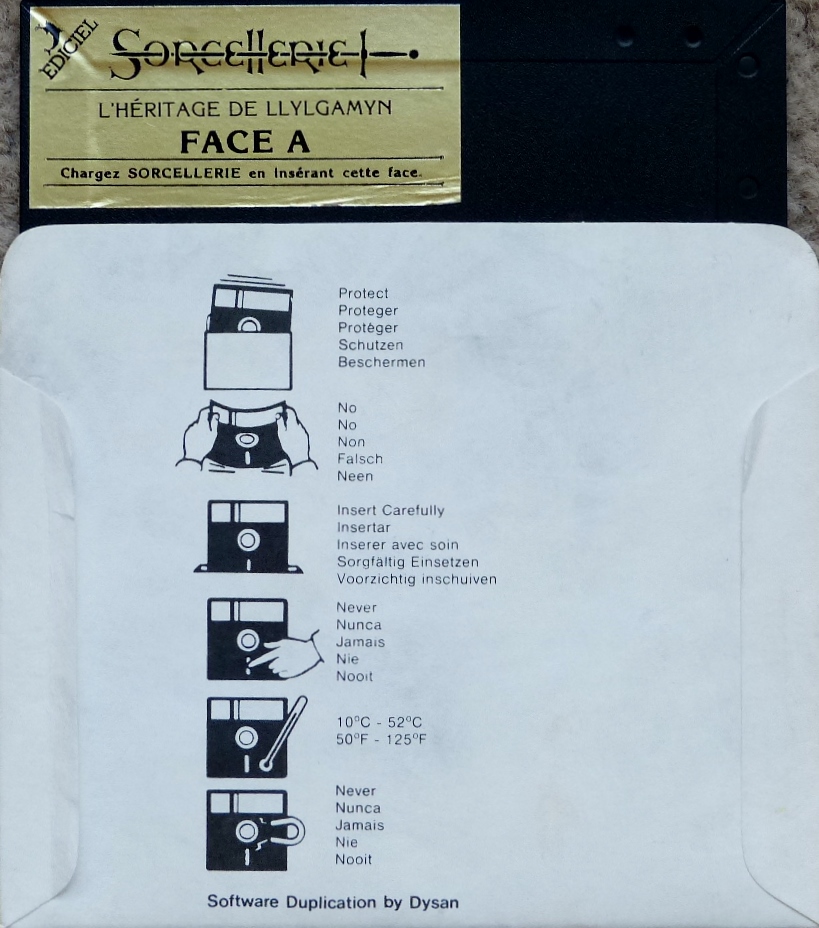 EDICIEL
SORCELLERIE
L'HÉRITAGE DE LLYLGAMYN
FACE A
Chargez SORCELLERIE en insérant cette face.
Protect
Proteger
Protéger
Schutzen
Beschermen
No
No
Non
Falsch
Neen
Insert Carefully
Insertar
Inserer avec soin
Sorgfältig Einsetzen
Voorzichtig inschuiven
Never
Nunca
Jamais
Nie
Nooit
10°C - 52°C
50°F - 125°F
Never
Nunca
Jamais
Nie
Nooit
Software Duplication by Dysan